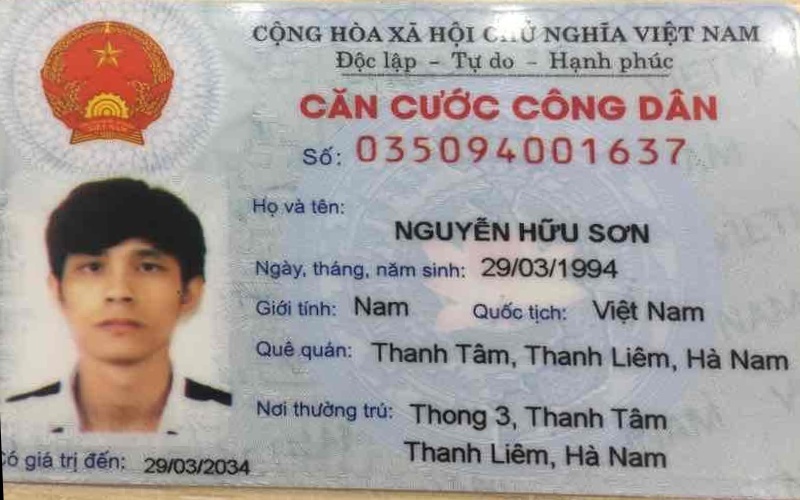 CỘNG HÒA XÃ HỘI CHỦ NGHĨA VIỆT NAM
Độc lập - Tự do - Hạnh phúc
CĂN CƯỚC CÔNG DÂN
Số: 035094001637
Họ và tên:
NGUYỄN HỮU SƠN
Ngày, tháng, năm sinh: 29/03/1994
Giới tính: Nam Quốc tịch: Việt Nam
Quê quán: Thanh Tâm, Thanh Liêm, Hà Nam
Nơi thường trú: Thong 3, Thanh Tâm
Thanh Liêm, Hà Nam
Có giá trị đến: 29/03/2034